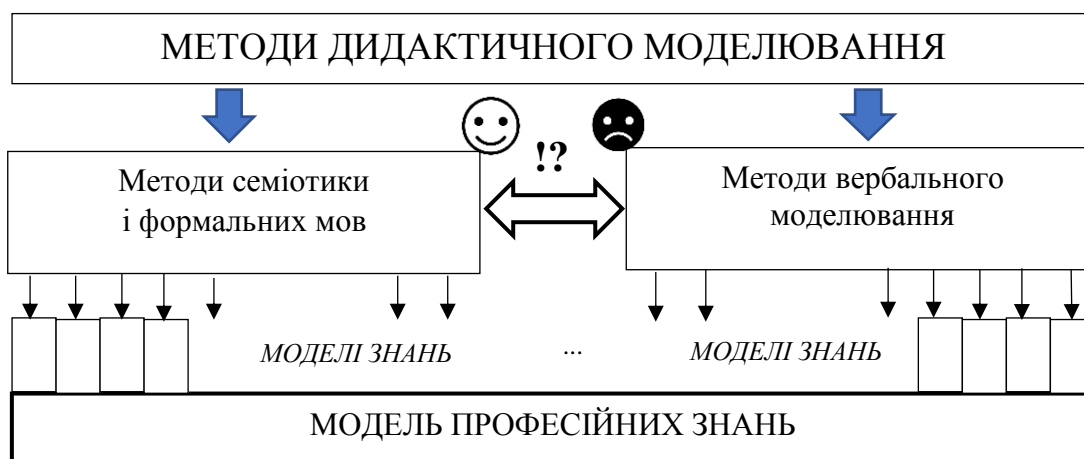 МЕТОДИ ДИДАКТИЧНОГО МОДЕЛЮВАННЯ
!?
Методи семіотики
і формальних мов
Методи вербального
моделювання
МОДЕЛІ ЗНАНЬ ... МОДЕЛІ ЗНАНЬ
МОДЕЛЬ ПРОФЕСІЙНИХ ЗНАНЬ